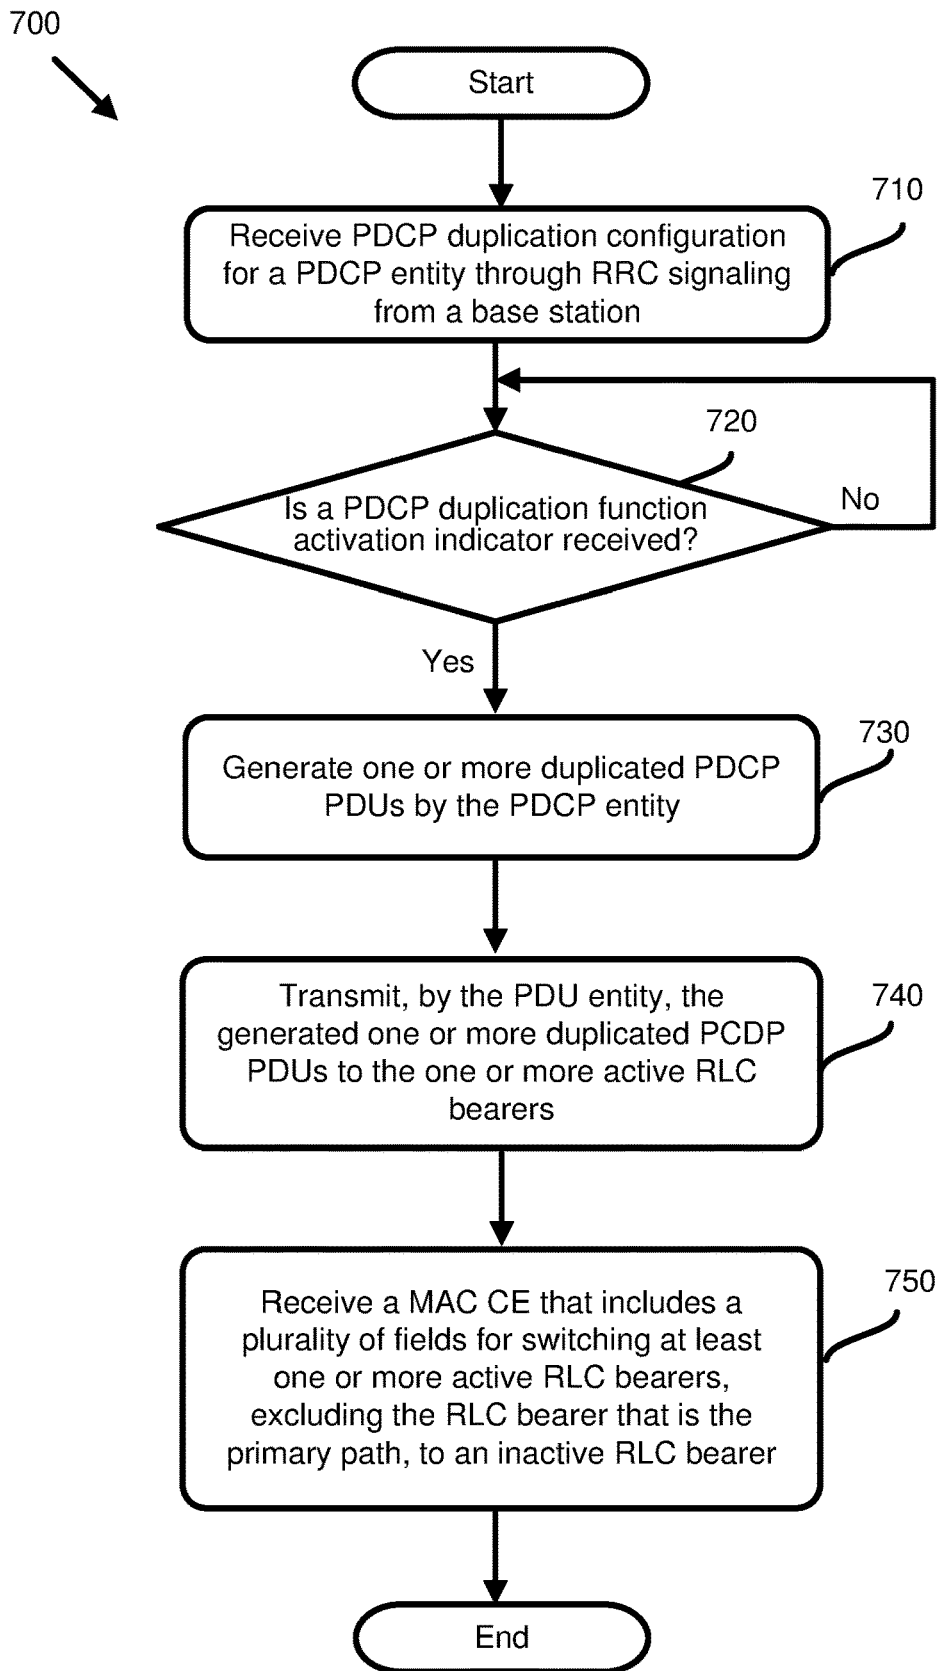 700
Start
710
Receive PDCP duplication configuration
for a PDCP entity through RRC signaling
from a base station
720
Is a PDCP duplication function
activation indicator received?
No
Yes
730
Generate one or more duplicated PDCP
PDUs by the PDCP entity
740
Transmit, by the PDU entity, the
generated one or more duplicated PCDP
PDUs to the one or more active RLC
bearers
750
Receive a MAC CE that includes a
plurality of fields for switching at least
one or more active RLC bearers,
excluding the RLC bearer that is the
primary path, to an inactive RLC bearer
End